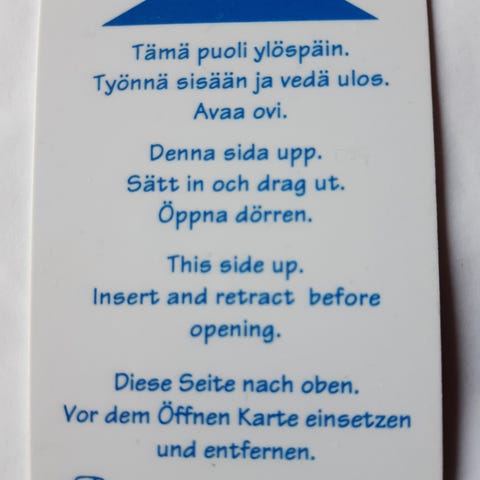 Tämä puoli ylöspäin.
Työnnä sisään ja vedä ulos.
Avaa ovi.
Denna sida upp.
Sätt in och drag ut.
Öppna dörren.
This side up.
Insert and retract before
opening.
Diese Seite nach oben.
Vor dem Öffnen Karte einsetzen
und entfernen.